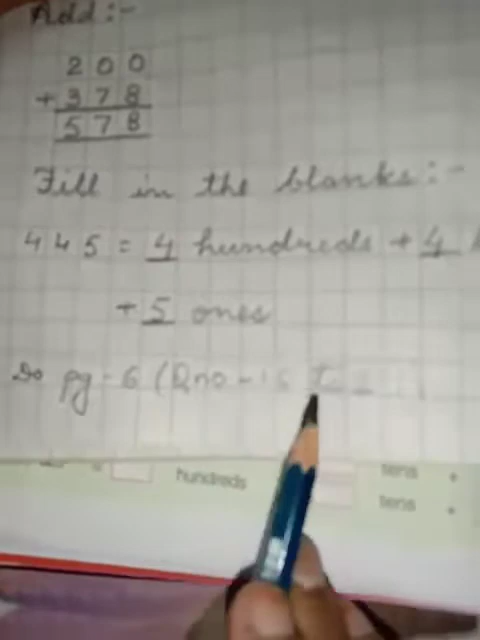 Add :-
200
+ 378
578
Fill in the blanks :-
445 = 4 hundreds + 4
+ 5 ones
Do pg - 6 (Qno -
hundreds tens +
tens +